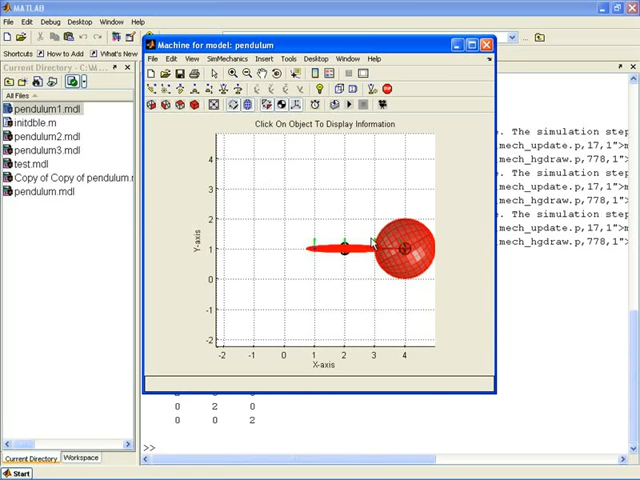 MATLAB
File Edit Debug Desktop Window
Shortcuts How to Add What's New
Current Directory - C:\M...
All Files
pendulum1.mdl
initdble.m
pendulum2.mdl
pendulum3.mdl
test.mdl
Copy of Copy of pendulum.m
pendulum.mdl
Current Directory Workspace
Start
Machine for model: pendulum
File Edit View SimMechanics Insert Tools Desktop Window Help
Click On Object To Display Information
Y-axis
4
3
2
1
0
-1
-2
-2 -1 0 1 2 3 4
X-axis
e. The simulation step
mech_update.p,17,1">m
mech_hgdraw.p,778,1">
e. The simulation step
mech_update.p,17,1">m
mech_hgdraw.p,778,1">
e. The simulation step
mech_update.p,17,1">m
mech_hgdraw.p,778,1">
0 2 0
0 0 2
>>